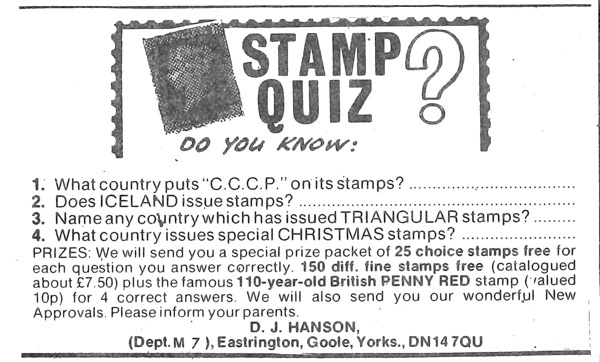 STAMP
QUIZ ?
DO YOU KNOW:
1. What country puts "C.C.C.P." on its stamps? ..................................
2. Does ICELAND issue stamps? ........................................................
3. Name any country which has issued TRIANGULAR stamps? .........
4. What country issues special CHRISTMAS stamps? ........................
PRIZES: We will send you a special prize packet of 25 choice stamps free for
each question you answer correctly. 150 diff. fine stamps free (catalogued
about £7.50) plus the famous 110-year-old British PENNY RED stamp (valued
10p) for 4 correct answers. We will also send you our wonderful New
Approvals. Please inform your parents.
D. J. HANSON,
(Dept. M 7 ), Eastrington, Goole, Yorks., DN14 7QU